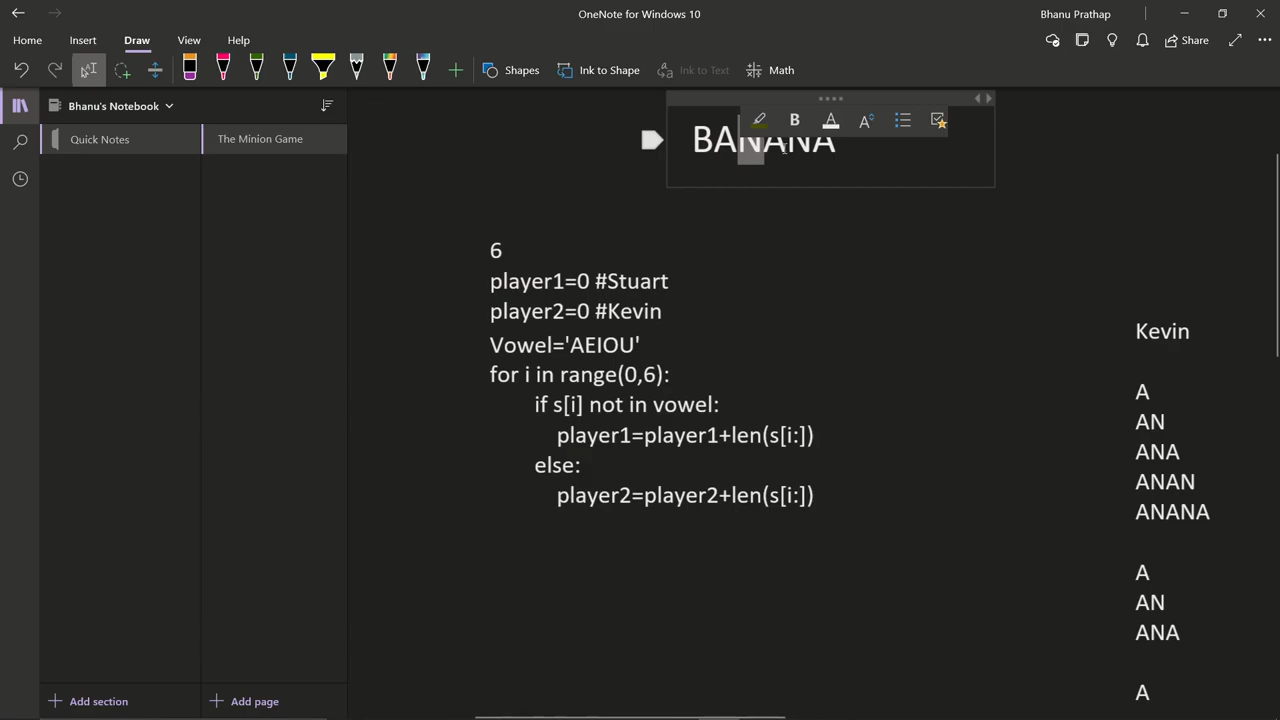 OneNote for Windows 10
Bhanu Prathap
Home
Insert
Draw
View
Help
Share
Shapes
Ink to Shape
Ink to Text
Math
Bhanu's Notebook
Quick Notes
The Minion Game
B
A
A
BANANA
6
player1=0 #Stuart
player2=0 #Kevin
Vowel='AEIOU'
for i in range(0,6):
if s[i] not in vowel:
player1=player1+len(s[i:])
else:
player2=player2+len(s[i:])
Kevin
A
AN
ANA
ANAN
ANANA
A
AN
ANA
A
Add section
Add page